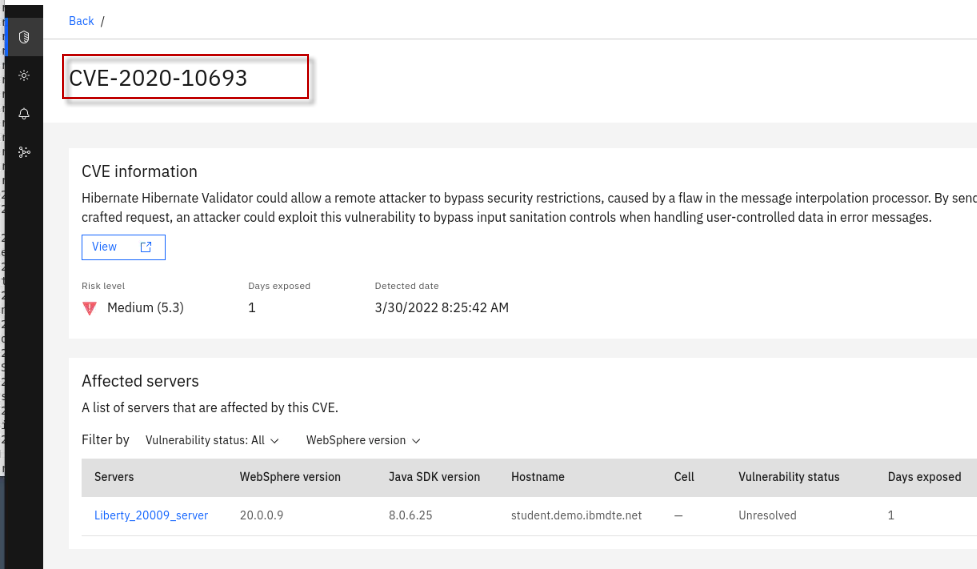 Back /
CVE-2020-10693
CVE information
Hibernate Hibernate Validator could allow a remote attacker to bypass security restrictions, caused by a flaw in the message interpolation processor. By
crafted request, an attacker could exploit this vulnerability to bypass input sanitation controls when handling user-controlled data in error messages.
View
Risk level Days exposed Detected date
Medium (5.3) 1 3/30/2022 8:25:42 AM
Affected servers
A list of servers that are affected by this CVE.
Filter by Vulnerability status: All WebSphere version
Servers WebSphere version Java SDK version Hostname Cell Vulnerability status Days exposed
Liberty_20009_server 20.0.0.9 8.0.6.25 student.demo.ibmdte.net — Unresolved 1